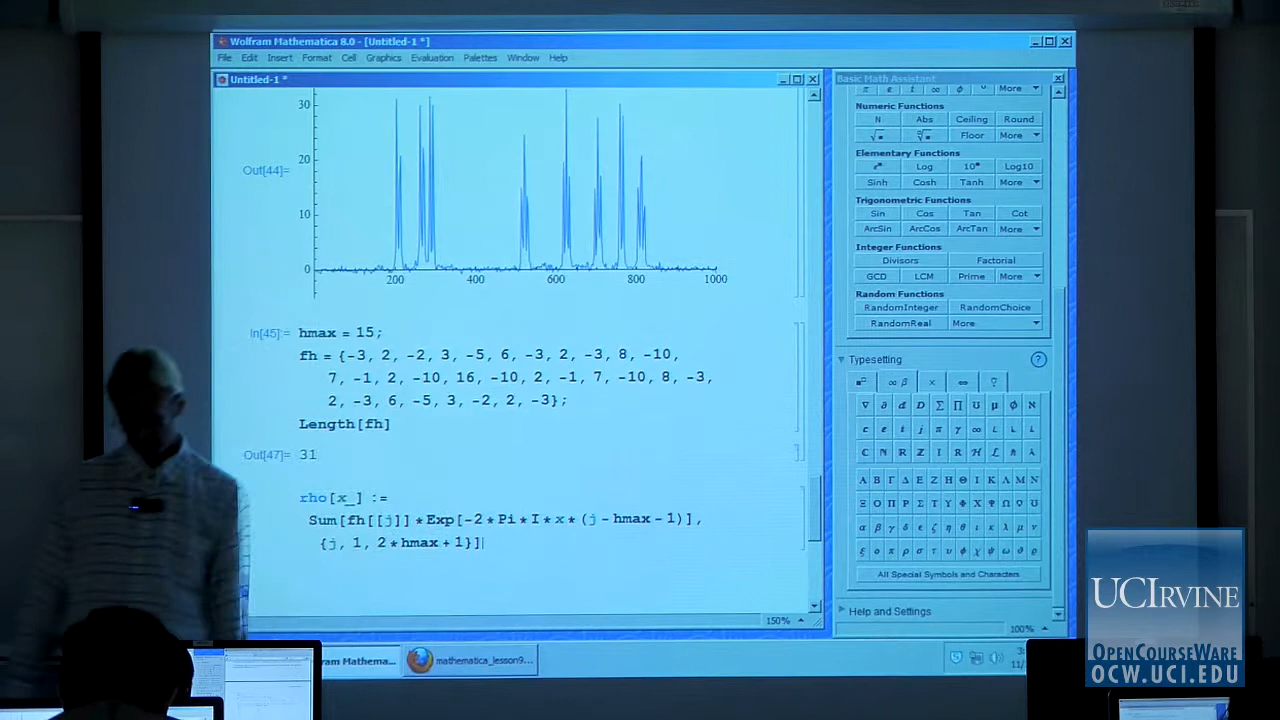 Wolfram Mathematica 8.0 - [Untitled-1 *]
File Edit Insert Format Cell Graphics Evaluation Palettes Window Help
Untitled-1 *
30
20
10
0
200 400 600 800 1000
Out[44]=
In[45]:= hmax = 15;
fh = {-3, 2, -2, 3, -5, 6, -3, 2, -3, 8, -10,
7, -1, 2, -10, 16, -10, 2, -1, 7, -10, 8, -3,
2, -3, 6, -5, 3, -2, 2, -3};
Length[fh]
Out[47]= 31
rho[x_] :=
Sum[fh[[j]] * Exp[-2 * Pi * I * x * (j - hmax - 1)],
{j, 1, 2 * hmax + 1}]
150%
Basic Math Assistant
More
Numeric Functions
N Abs Ceiling Round
Floor More
Elementary Functions
Log Log10
Sinh Cosh Tanh More
Trigonometric Functions
Sin Cos Tan Cot
ArcSin ArcCos ArcTan More
Integer Functions
Divisors Factorial
GCD LCM Prime More
Random Functions
RandomInteger RandomChoice
RandomReal More
Typesetting ?
All Special Symbols and Characters
Help and Settings
100%
Mathema...
mathematica_lesson9...
UCIRVINE
OPENCOURSEWARE
OCW.UCI.EDU